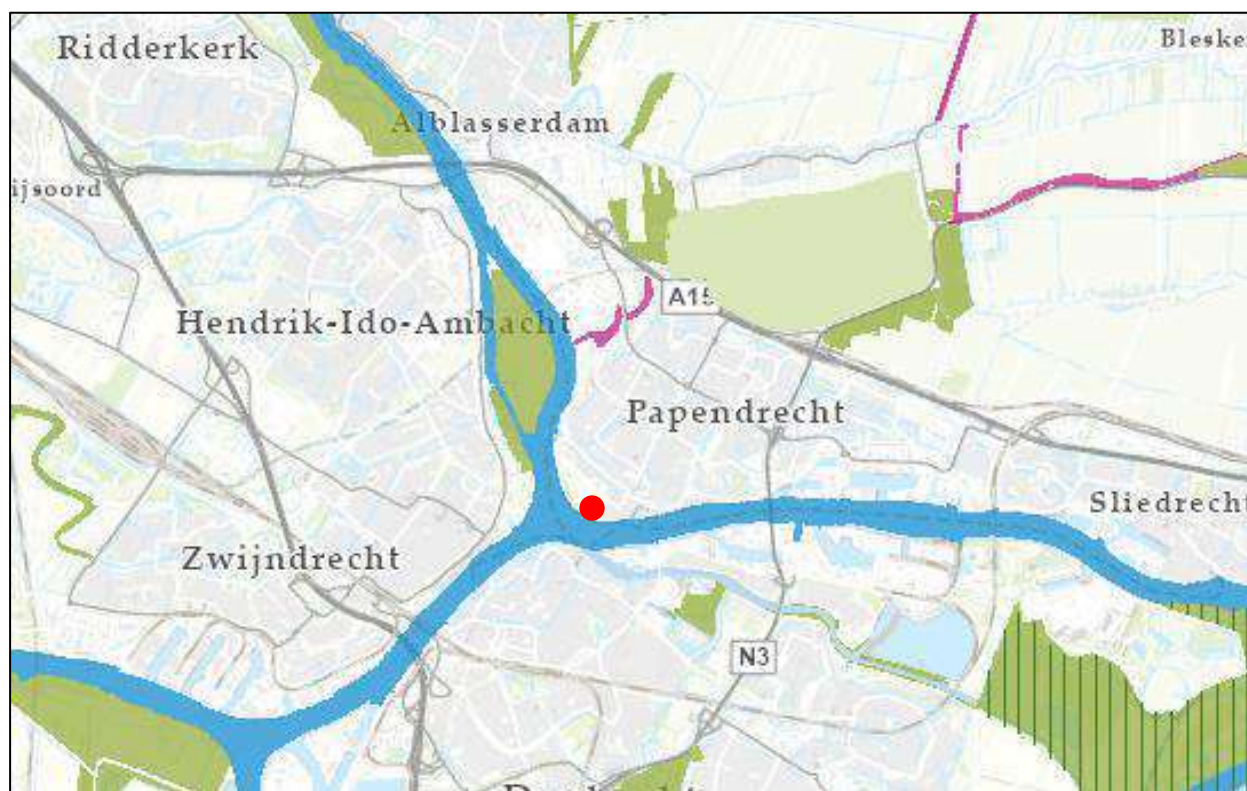 Ridderkerk
Bleske
Alblasserdam
ijsoord
A15
Hendrik-Ido-Ambacht
Papendrecht
Sliedrecht
Zwijndrecht
N3